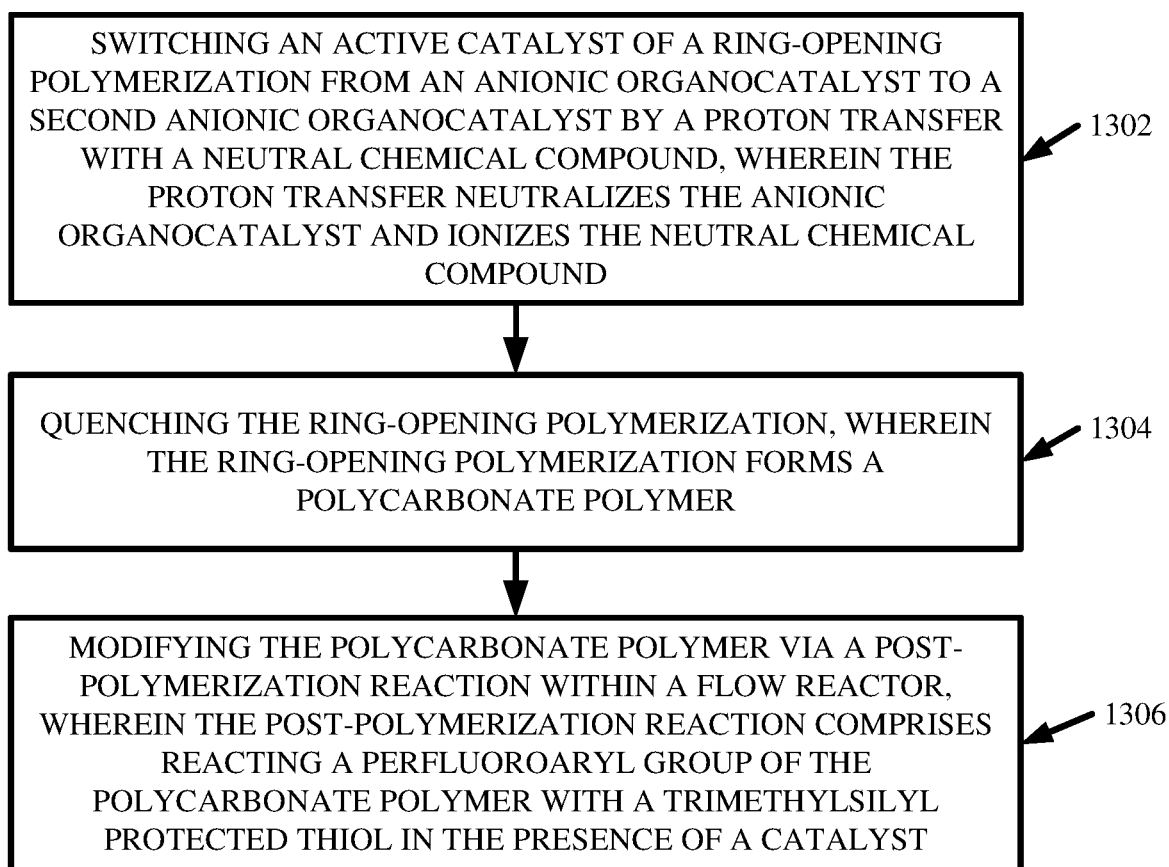 SWITCHING AN ACTIVE CATALYST OF A RING-OPENING
POLYMERIZATION FROM AN ANIONIC ORGANOCATALYST TO A
SECOND ANIONIC ORGANOCATALYST BY A PROTON TRANSFER
WITH A NEUTRAL CHEMICAL COMPOUND, WHEREIN THE
PROTON TRANSFER NEUTRALIZES THE ANIONIC
ORGANOCATALYST AND IONIZES THE NEUTRAL CHEMICAL
COMPOUND
1302
QUENCHING THE RING-OPENING POLYMERIZATION, WHEREIN
THE RING-OPENING POLYMERIZATION FORMS A
POLYCARBONATE POLYMER
1304
MODIFYING THE POLYCARBONATE POLYMER VIA A POST-
POLYMERIZATION REACTION WITHIN A FLOW REACTOR,
WHEREIN THE POST-POLYMERIZATION REACTION COMPRISES
REACTING A PERFLUOROARYL GROUP OF THE
POLYCARBONATE POLYMER WITH A TRIMETHYLSILYL
PROTECTED THIOL IN THE PRESENCE OF A CATALYST
1306